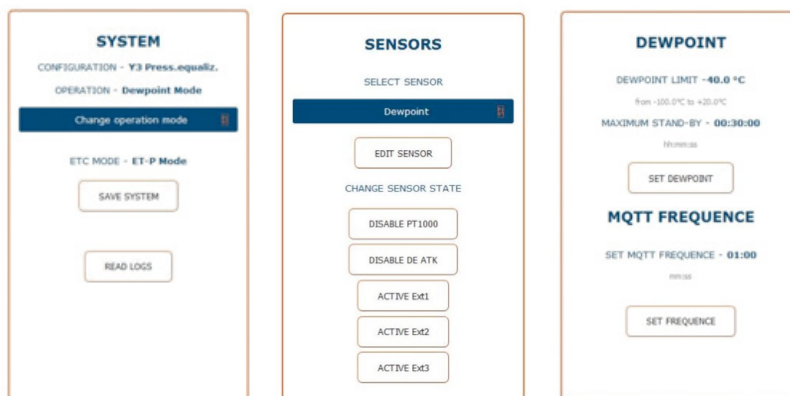 SYSTEM
CONFIGURATION - Y3 Press.equaliz.
OPERATION - Dewpoint Mode
Change operation mode
ETC MODE - ET-P Mode
SAVE SYSTEM
READ LOGS
SENSORS
SELECT SENSOR
Dewpoint
EDIT SENSOR
CHANGE SENSOR STATE
DISABLE PT1000
DISABLE DE ATK
ACTIVE Ext1
ACTIVE Ext2
ACTIVE Ext3
DEWPOINT
DEWPOINT LIMIT -40.0 °C
from -100.0°C to +20.0°C
MAXIMUM STAND-BY - 00:30:00
hh:mm:ss
SET DEWPOINT
MQTT FREQUENCE
SET MQTT FREQUENCE - 01:00
mm:ss
SET FREQUENCE